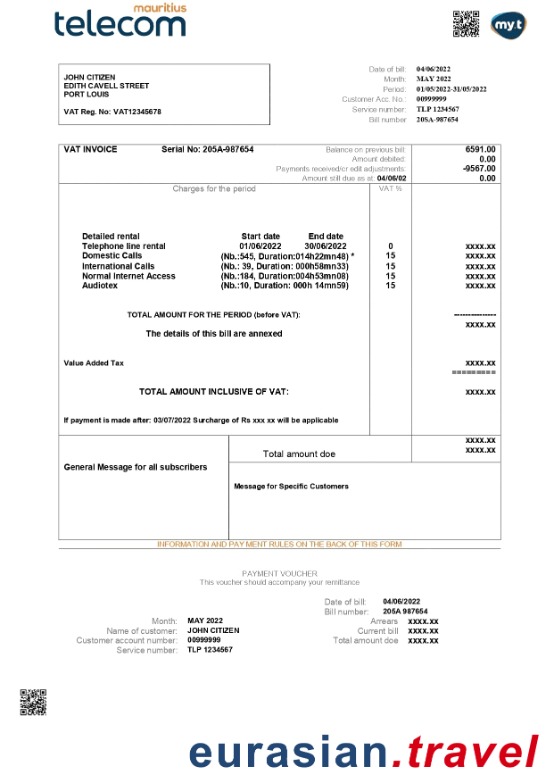 mauritius
telecom
my.t
JOHN CITIZEN
EDITH CAVELL STREET
PORT LOUIS
VAT Reg. No: VAT12345678
Date of bill: 04/06/2022
Month: MAY 2022
Period: 01/05/2022-31/05/2022
Customer Acc. No.: 00999999
Service number: TLP 1234567
Bill number 205A-987654
VAT INVOICE Serial No: 205A-987654 Balance on previous bill: 6591.00
Amount debited: 0.00
Payments received/cr edit adjustments: -9567.00
Amount still due as at: 04/06/02 0.00
Charges for the period VAT %
Detailed rental Start date End date
Telephone line rental 01/06/2022 30/06/2022 0 xxxx.xx
Domestic Calls (Nb.:545, Duration:014h22mn48) * 15 xxxx.xx
International Calls (Nb.: 39, Duration: 000h58mn33) 15 xxxx.xx
Normal Internet Access (Nb.:184, Duration:004h53mn08) 15 xxxx.xx
Audiotex (Nb.:10, Duration: 000h 14mn59) 15 xxxx.xx
TOTAL AMOUNT FOR THE PERIOD (before VAT): ---------------
xxxx.xx
The details of this bill are annexed
Value Added Tax xxxx.xx
=========
TOTAL AMOUNT INCLUSIVE OF VAT: xxxx.xx
If payment is made after: 03/07/2022 Surcharge of Rs xxx xx will be applicable
xxxx.xx
Total amount doe xxxx.xx
General Message for all subscribers
Message for Specific Customers
INFORMATION AND PAY MENT RULES ON THE BACK OF THIS FORM
PAYMENT VOUCHER
This voucher should accompany your remittance
Date of bill: 04/06/2022
Bill number: 205A 987654
Month: MAY 2022 Arrears xxxx.xx
Name of customer: JOHN CITIZEN Current bill xxxx.xx
Customer account number: 00999999 Total amount doe xxxx.xx
Service number: TLP 1234567
eurasian.travel